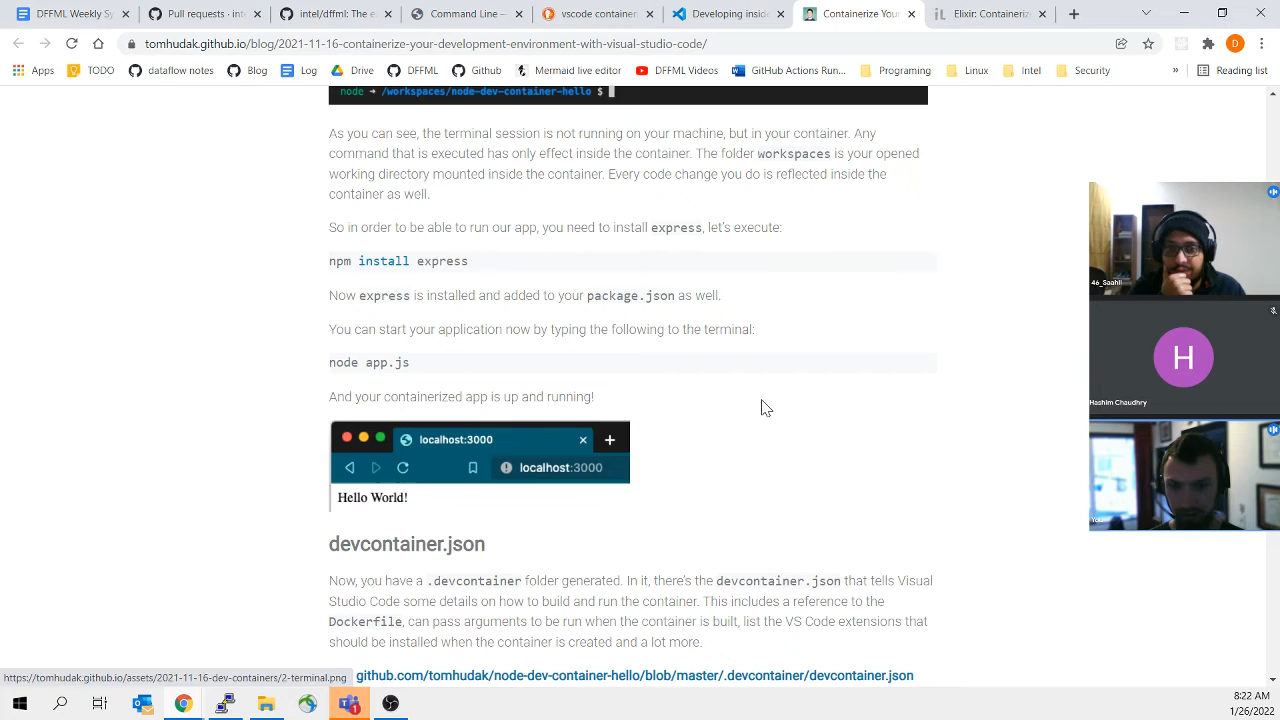 DFFML Weekly Sy
Pull requests · inte
intel/dffml: The
Containerizing
vscode container
Developing inside
Containerize Your
Elixir: Containeriz
tomhudak.github.io/blog/2021-11-16-containerize-your-development-environment-with-visual-studio-code/
D
Apps
TODO
dataflow notes
Blog
Log
Drive
DFFML
Github
Mermaid live editor
DFFML Videos
GitHub Actions Run...
Programing
Linux
Intel
Security
»
Reading list
node ➜ /workspaces/node-dev-container-hello $
As you can see, the terminal session is not running on your machine, but in your container. Any
command that is executed has only effect inside the container. The folder workspaces is your opened
working directory mounted inside the container. Every code change you do is reflected inside the
container as well.
So in order to be able to run our app, you need to install express, let's execute:
npm install express
Now express is installed and added to your package.json as well.
You can start your application now by typing the following to the terminal:
node app.js
And your containerized app is up and running!
localhost:3000
localhost:3000
Hello World!
devcontainer.json
Now, you have a .devcontainer folder generated. In it, there's the devcontainer.json that tells Visual
Studio Code some details on how to build and run the container. This includes a reference to the
Dockerfile, can pass arguments to be run when the container is built, list the VS Code extensions that
should be installed when the container is created and a lot more.
github.com/tomhudak/node-dev-container-hello/blob/master/.devcontainer/devcontainer.json
https://tomhudak.github.io/assets/2021-11-16-dev-containers/2-terminal.png
46_Saahil
H
Hashim Chaudhry
You
1
8:22 AM
1/26/2022